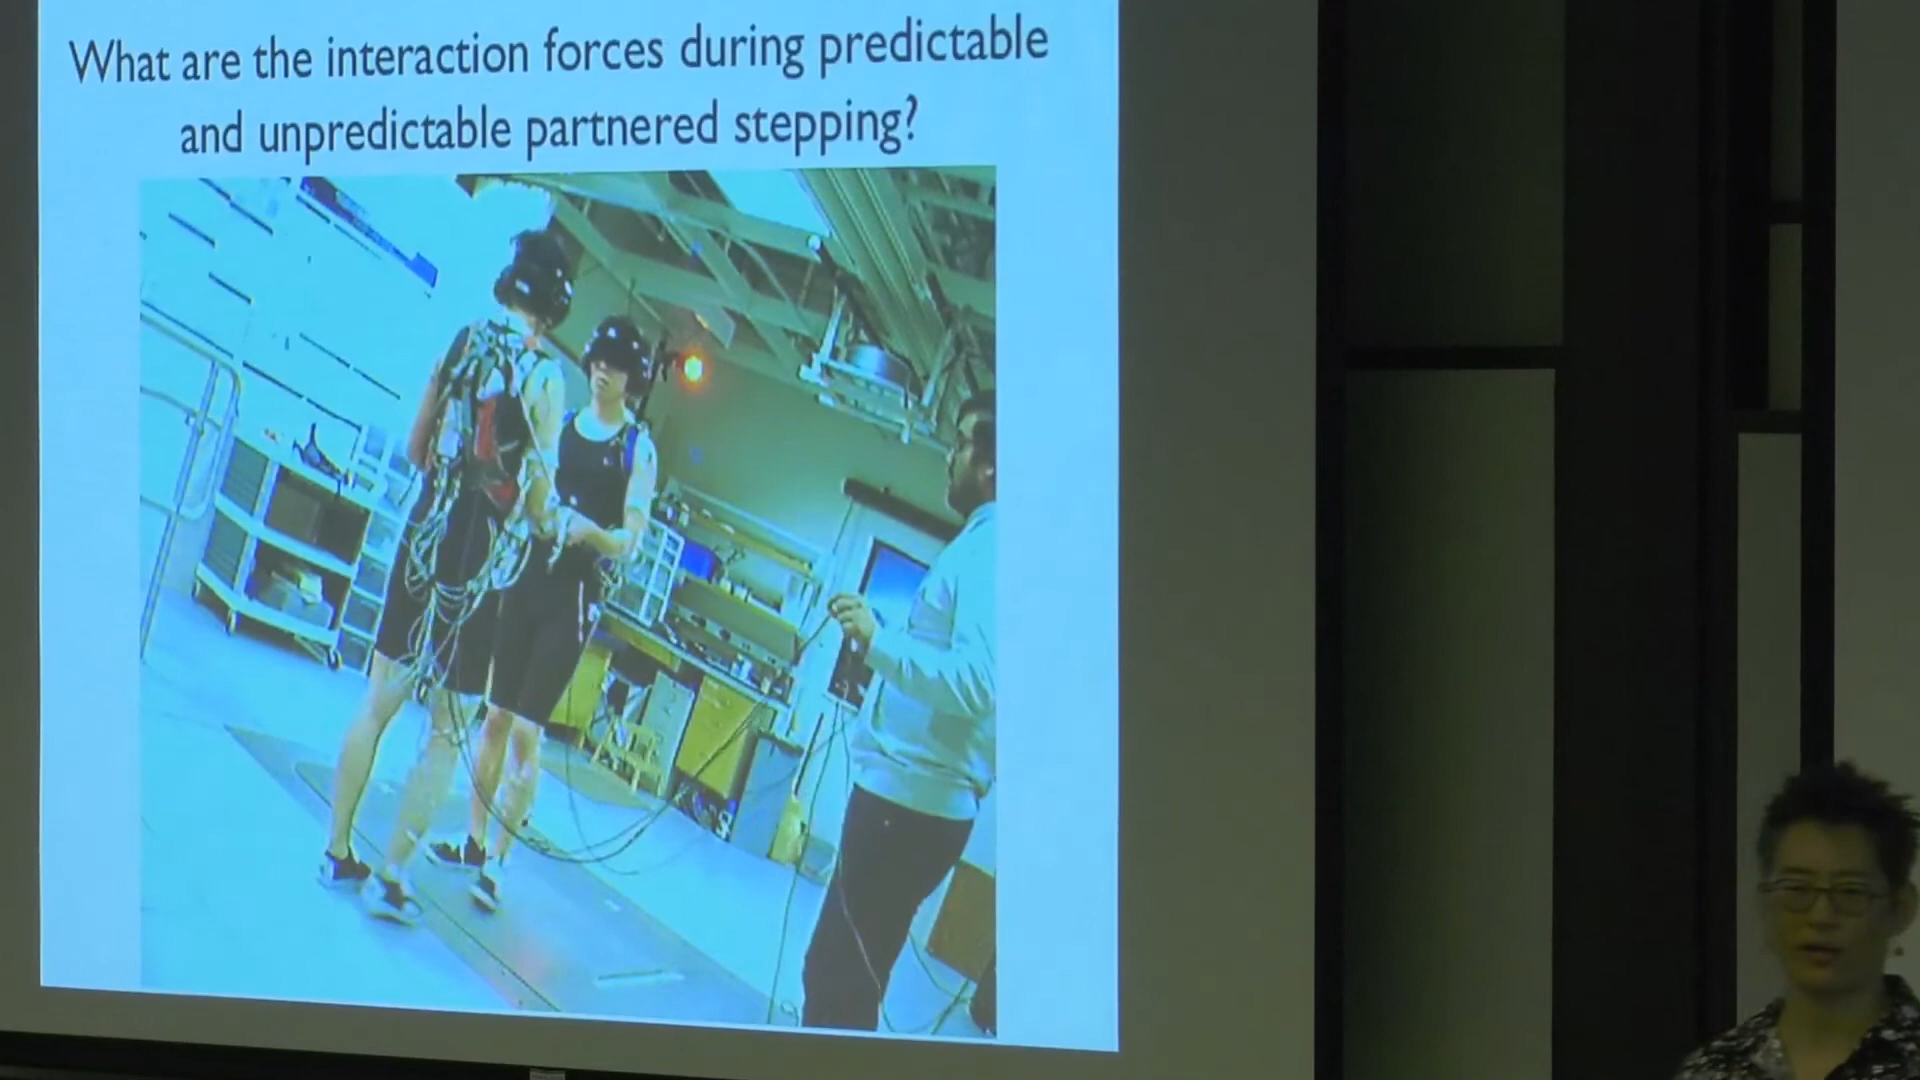 What are the interaction forces during predictable
and unpredictable partnered stepping?